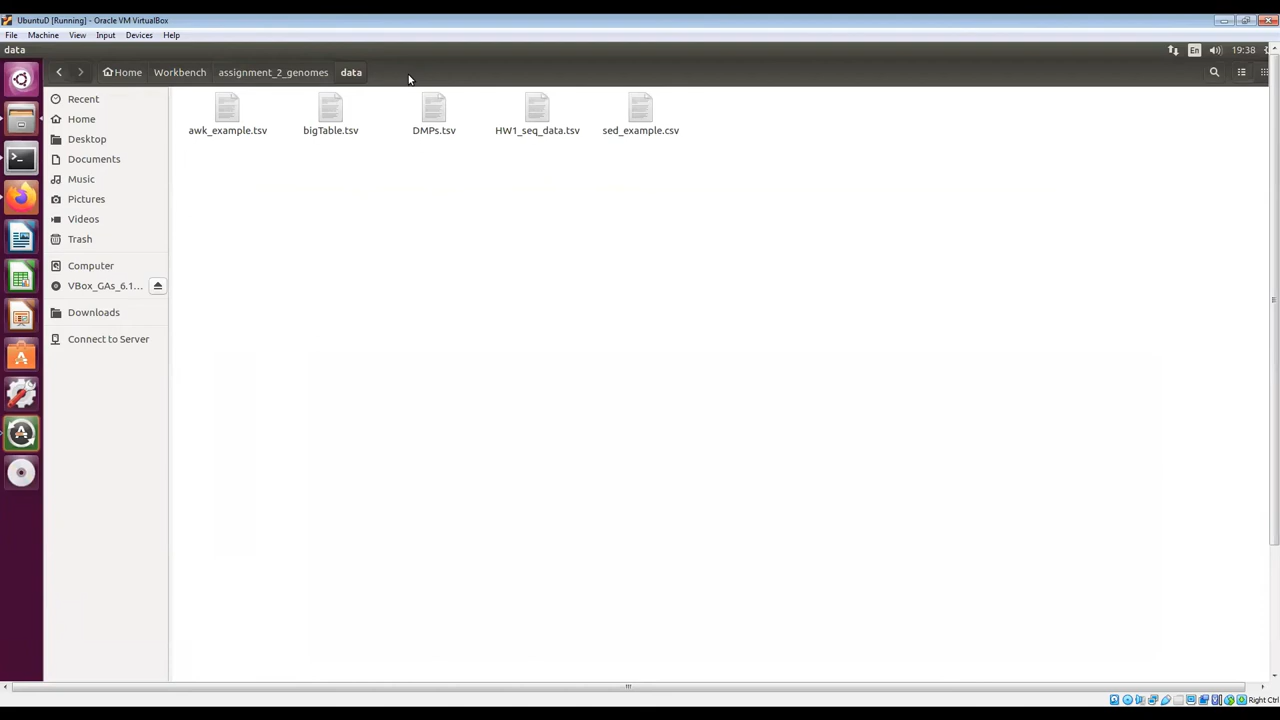 UbuntuD [Running] - Oracle VM VirtualBox
File Machine View Input Devices Help
data
En 19:38
Home Workbench assignment_2_genomes data
Recent
Home
Desktop
Documents
Music
Pictures
Videos
Trash
Computer
VBox_GAs_6.1...
Downloads
Connect to Server
awk_example.tsv bigTable.tsv DMPs.tsv HW1_seq_data.tsv sed_example.csv
Right Ctrl